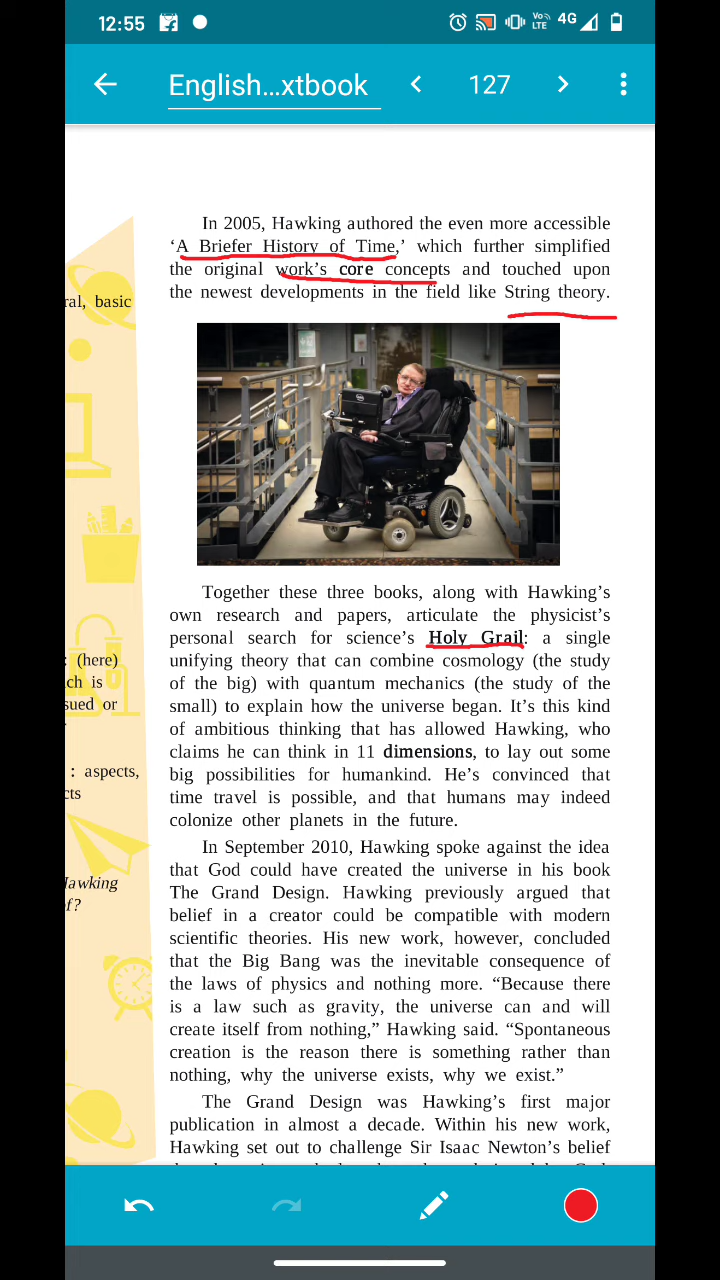 12:55
Vo LTE 4G
English...xtbook
127
In 2005, Hawking authored the even more accessible
‘A Briefer History of Time,’ which further simplified
the original work’s core concepts and touched upon
the newest developments in the field like String theory.
ral, basic
Together these three books, along with Hawking’s
own research and papers, articulate the physicist’s
personal search for science’s Holy Grail: a single
unifying theory that can combine cosmology (the study
of the big) with quantum mechanics (the study of the
small) to explain how the universe began. It’s this kind
of ambitious thinking that has allowed Hawking, who
claims he can think in 11 dimensions, to lay out some
big possibilities for humankind. He’s convinced that
time travel is possible, and that humans may indeed
colonize other planets in the future.
: (here)
ch is
sued or
: aspects,
cts
Hawking
of?
In September 2010, Hawking spoke against the idea
that God could have created the universe in his book
The Grand Design. Hawking previously argued that
belief in a creator could be compatible with modern
scientific theories. His new work, however, concluded
that the Big Bang was the inevitable consequence of
the laws of physics and nothing more. “Because there
is a law such as gravity, the universe can and will
create itself from nothing,” Hawking said. “Spontaneous
creation is the reason there is something rather than
nothing, why the universe exists, why we exist.”
The Grand Design was Hawking’s first major
publication in almost a decade. Within his new work,
Hawking set out to challenge Sir Isaac Newton’s belief